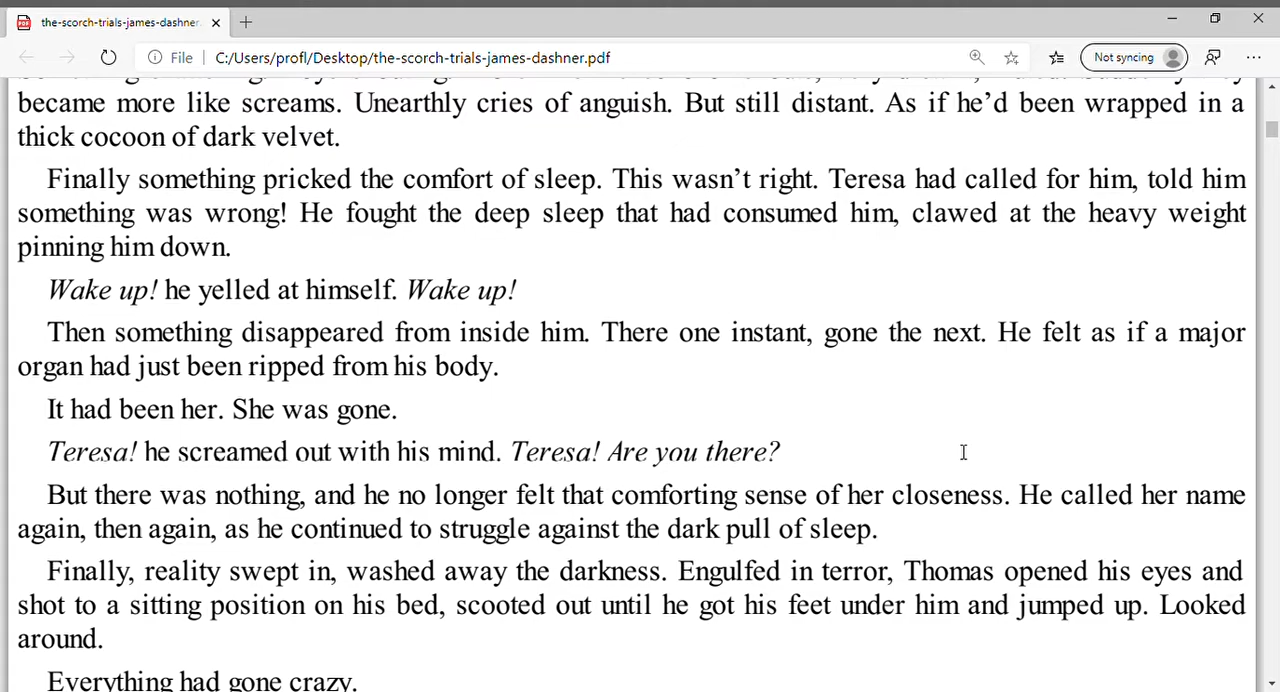 the-scorch-trials-james-dashner.
File
C:/Users/profl/Desktop/the-scorch-trials-james-dashner.pdf
Not syncing
became more like screams. Unearthly cries of anguish. But still distant. As if he’d been wrapped in a
thick cocoon of dark velvet.
Finally something pricked the comfort of sleep. This wasn’t right. Teresa had called for him, told him
something was wrong! He fought the deep sleep that had consumed him, clawed at the heavy weight
pinning him down.
Wake up! he yelled at himself. Wake up!
Then something disappeared from inside him. There one instant, gone the next. He felt as if a major
organ had just been ripped from his body.
It had been her. She was gone.
Teresa! he screamed out with his mind. Teresa! Are you there?
But there was nothing, and he no longer felt that comforting sense of her closeness. He called her name
again, then again, as he continued to struggle against the dark pull of sleep.
Finally, reality swept in, washed away the darkness. Engulfed in terror, Thomas opened his eyes and
shot to a sitting position on his bed, scooted out until he got his feet under him and jumped up. Looked
around.
Everything had gone crazy.